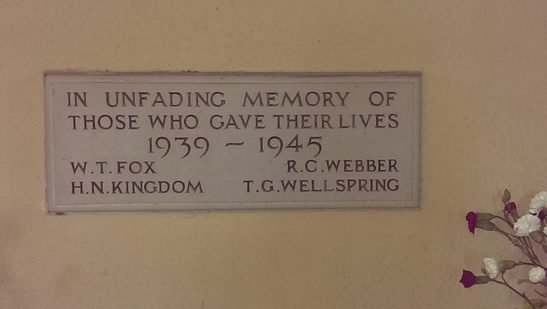 IN UNFADING MEMORY OF
THOSE WHO GAVE THEIR LIVES
1939 ~ 1945
W.T.FOX R.C.WEBBER
H.N.KINGDOM T.G.WELLSPRING